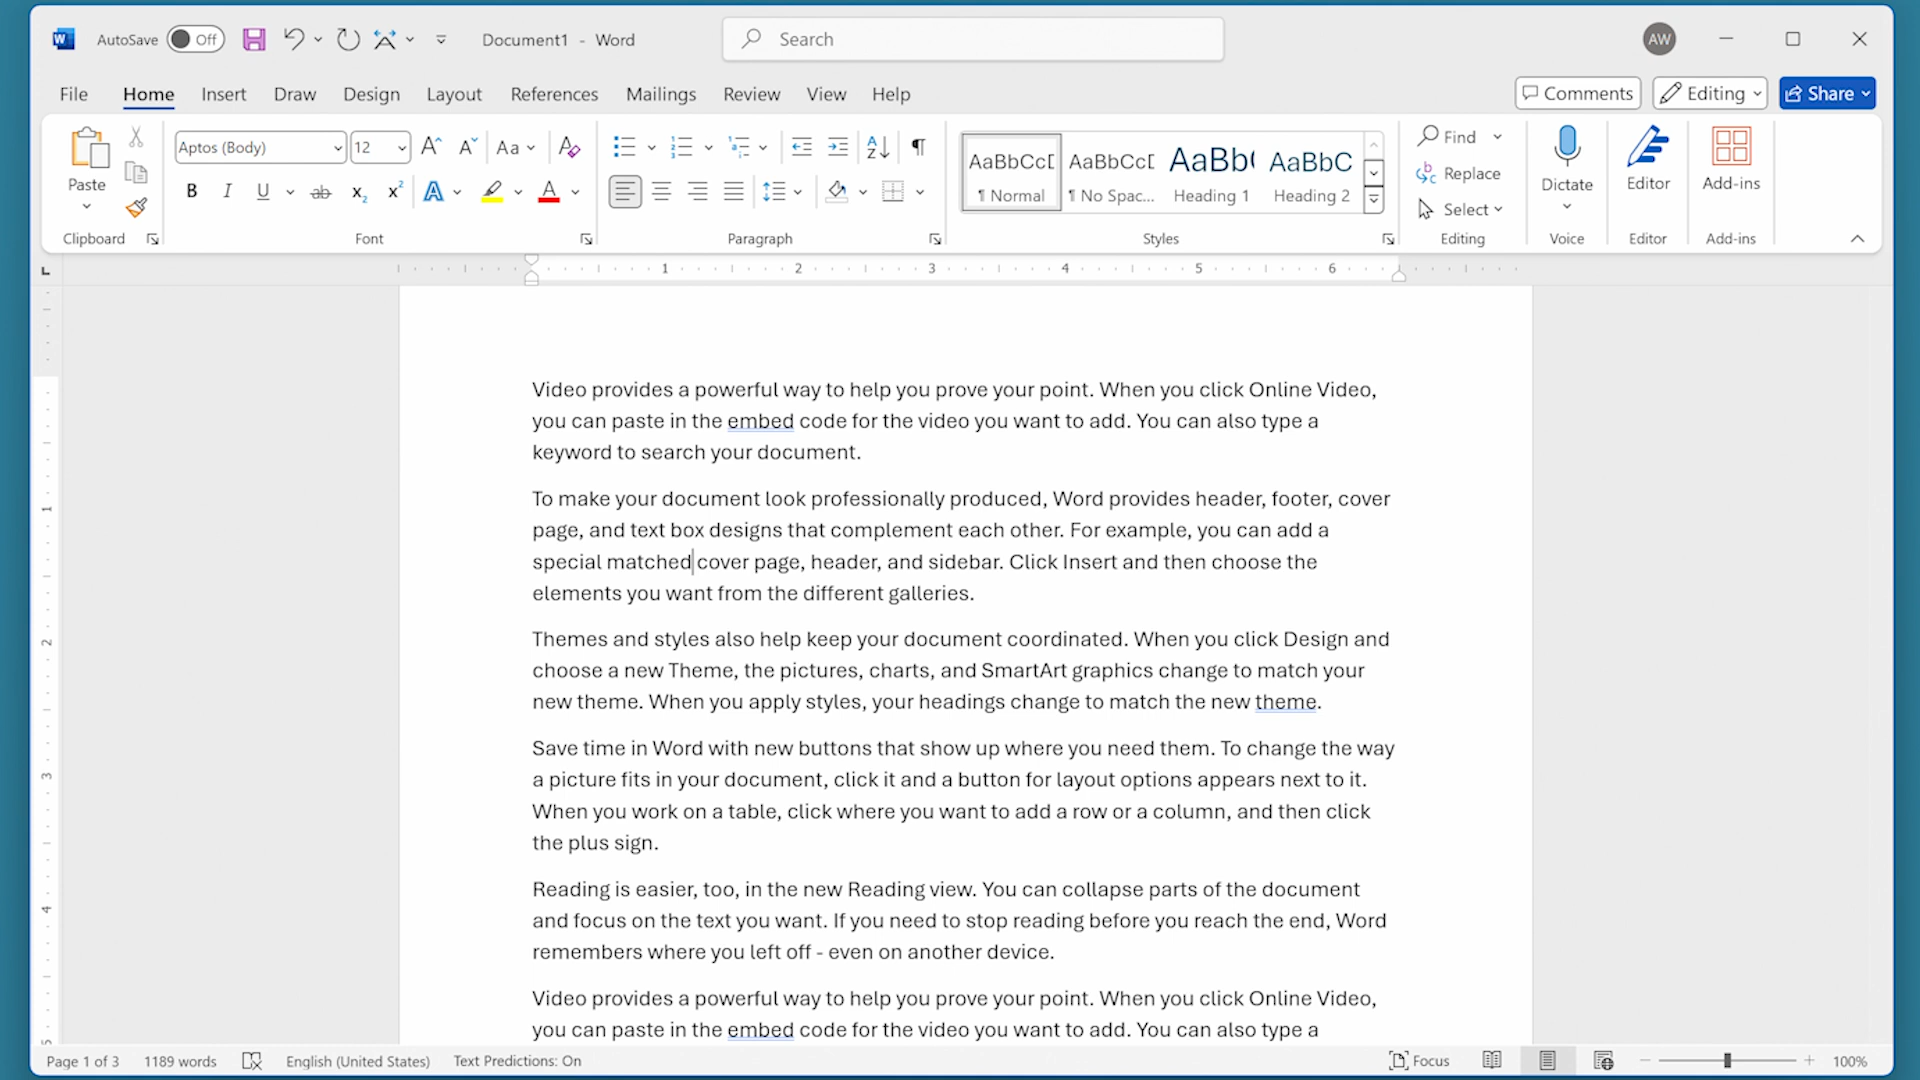 AutoSave Off Document1 - Word Search AW
File Home Insert Draw Design Layout References Mailings Review View Help Comments Editing Share
Paste
Clipboard
Aptos (Body) 12 Aa
B I U ab x₂ x² A A
Font
Paragraph
AaBbCcD AaBbCcD AaBb( AaBbC
¶ Normal ¶ No Spac... Heading 1 Heading 2
Styles
Find
Replace
Select
Editing
Dictate
Voice
Editor
Editor
Add-ins
Add-ins
1 2 3 4 5 6
1
2
3
4
5
Video provides a powerful way to help you prove your point. When you click Online Video,
you can paste in the embed code for the video you want to add. You can also type a
keyword to search your document.
To make your document look professionally produced, Word provides header, footer, cover
page, and text box designs that complement each other. For example, you can add a
special matched cover page, header, and sidebar. Click Insert and then choose the
elements you want from the different galleries.
Themes and styles also help keep your document coordinated. When you click Design and
choose a new Theme, the pictures, charts, and SmartArt graphics change to match your
new theme. When you apply styles, your headings change to match the new theme.
Save time in Word with new buttons that show up where you need them. To change the way
a picture fits in your document, click it and a button for layout options appears next to it.
When you work on a table, click where you want to add a row or a column, and then click
the plus sign.
Reading is easier, too, in the new Reading view. You can collapse parts of the document
and focus on the text you want. If you need to stop reading before you reach the end, Word
remembers where you left off - even on another device.
Video provides a powerful way to help you prove your point. When you click Online Video,
you can paste in the embed code for the video you want to add. You can also type a
Page 1 of 3 1189 words English (United States) Text Predictions: On Focus 100%